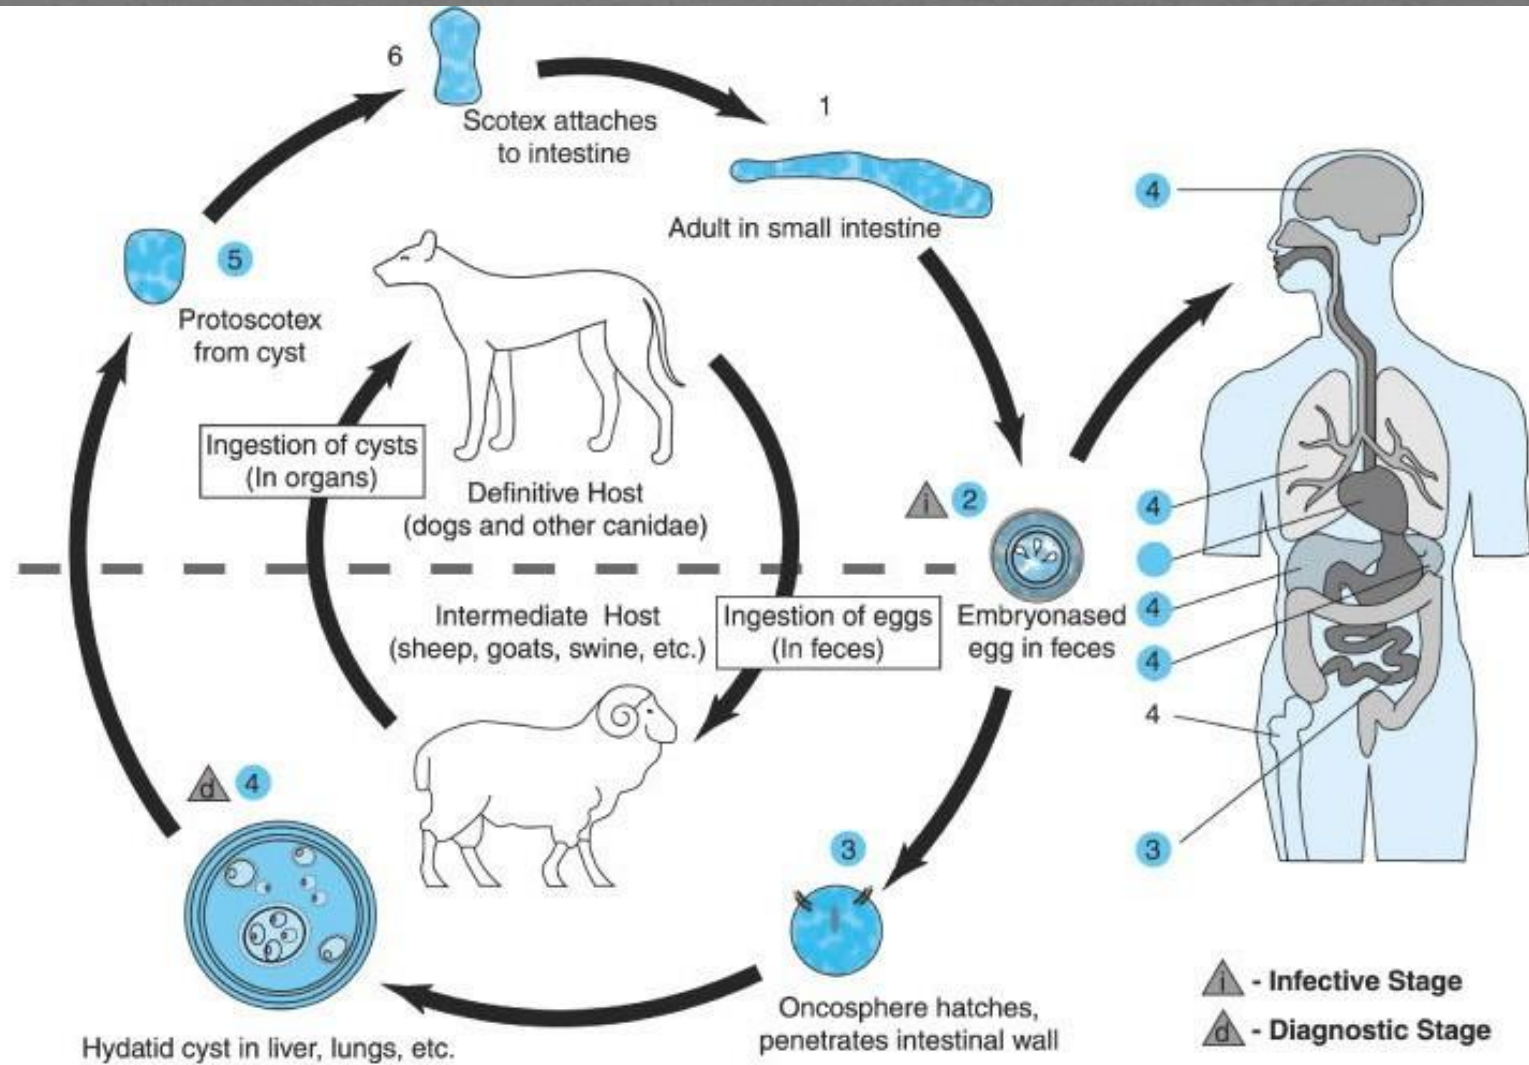 6
Scotex attaches
to intestine
1
Adult in small intestine
5
Protoscotex
from cyst
Ingestion of cysts
(In organs)
Definitive Host
(dogs and other canidae)
i 2
Intermediate Host
(sheep, goats, swine, etc.)
Ingestion of eggs
(In feces)
Embryonased
egg in feces
d 4
Hydatid cyst in liver, lungs, etc.
3
Oncosphere hatches,
penetrates intestinal wall
4
4
4
4
4
3
i - Infective Stage
d - Diagnostic Stage